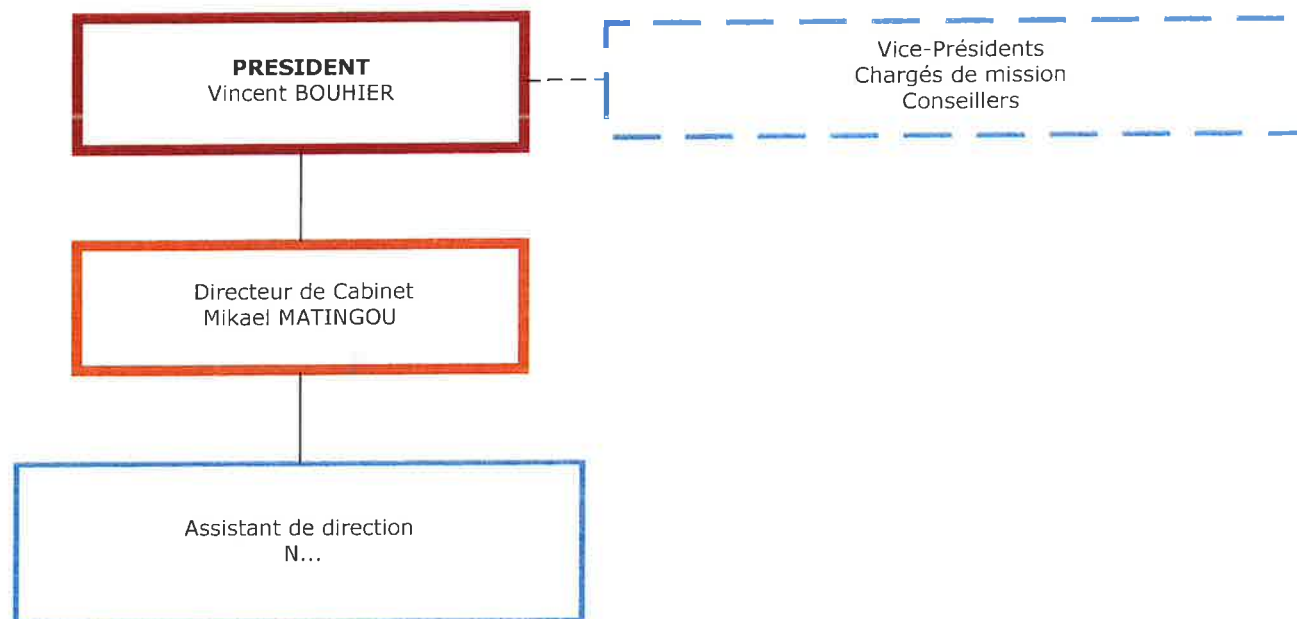 PRESIDENT
Vincent BOUHIER
Vice-Présidents
Chargés de mission
Conseillers
Directeur de Cabinet
Mikael MATINGOU
Assistant de direction
N...